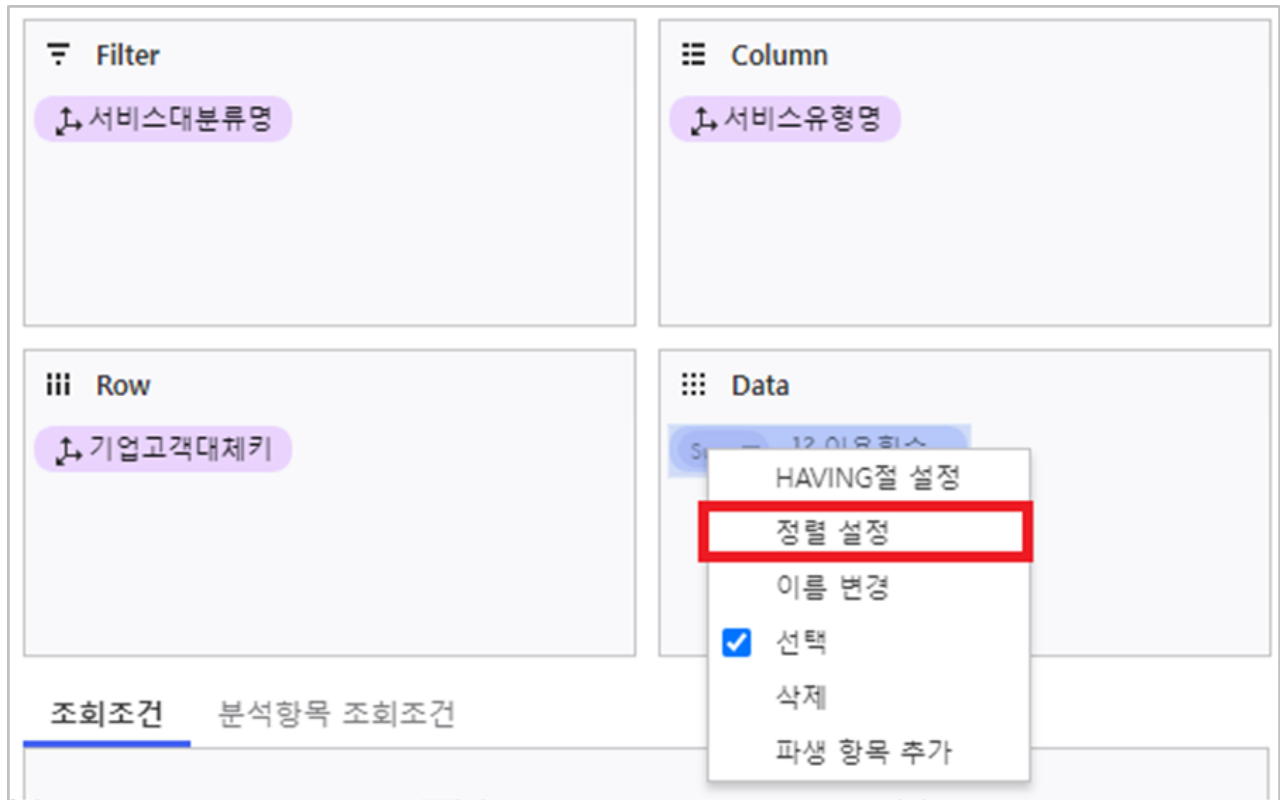 Filter
서비스대분류명
Column
서비스유형명
Row
기업고객대체키
Data
HAVING절 설정
정렬 설정
이름 변경
선택
삭제
파생 항목 추가
조회조건
분석항목 조회조건